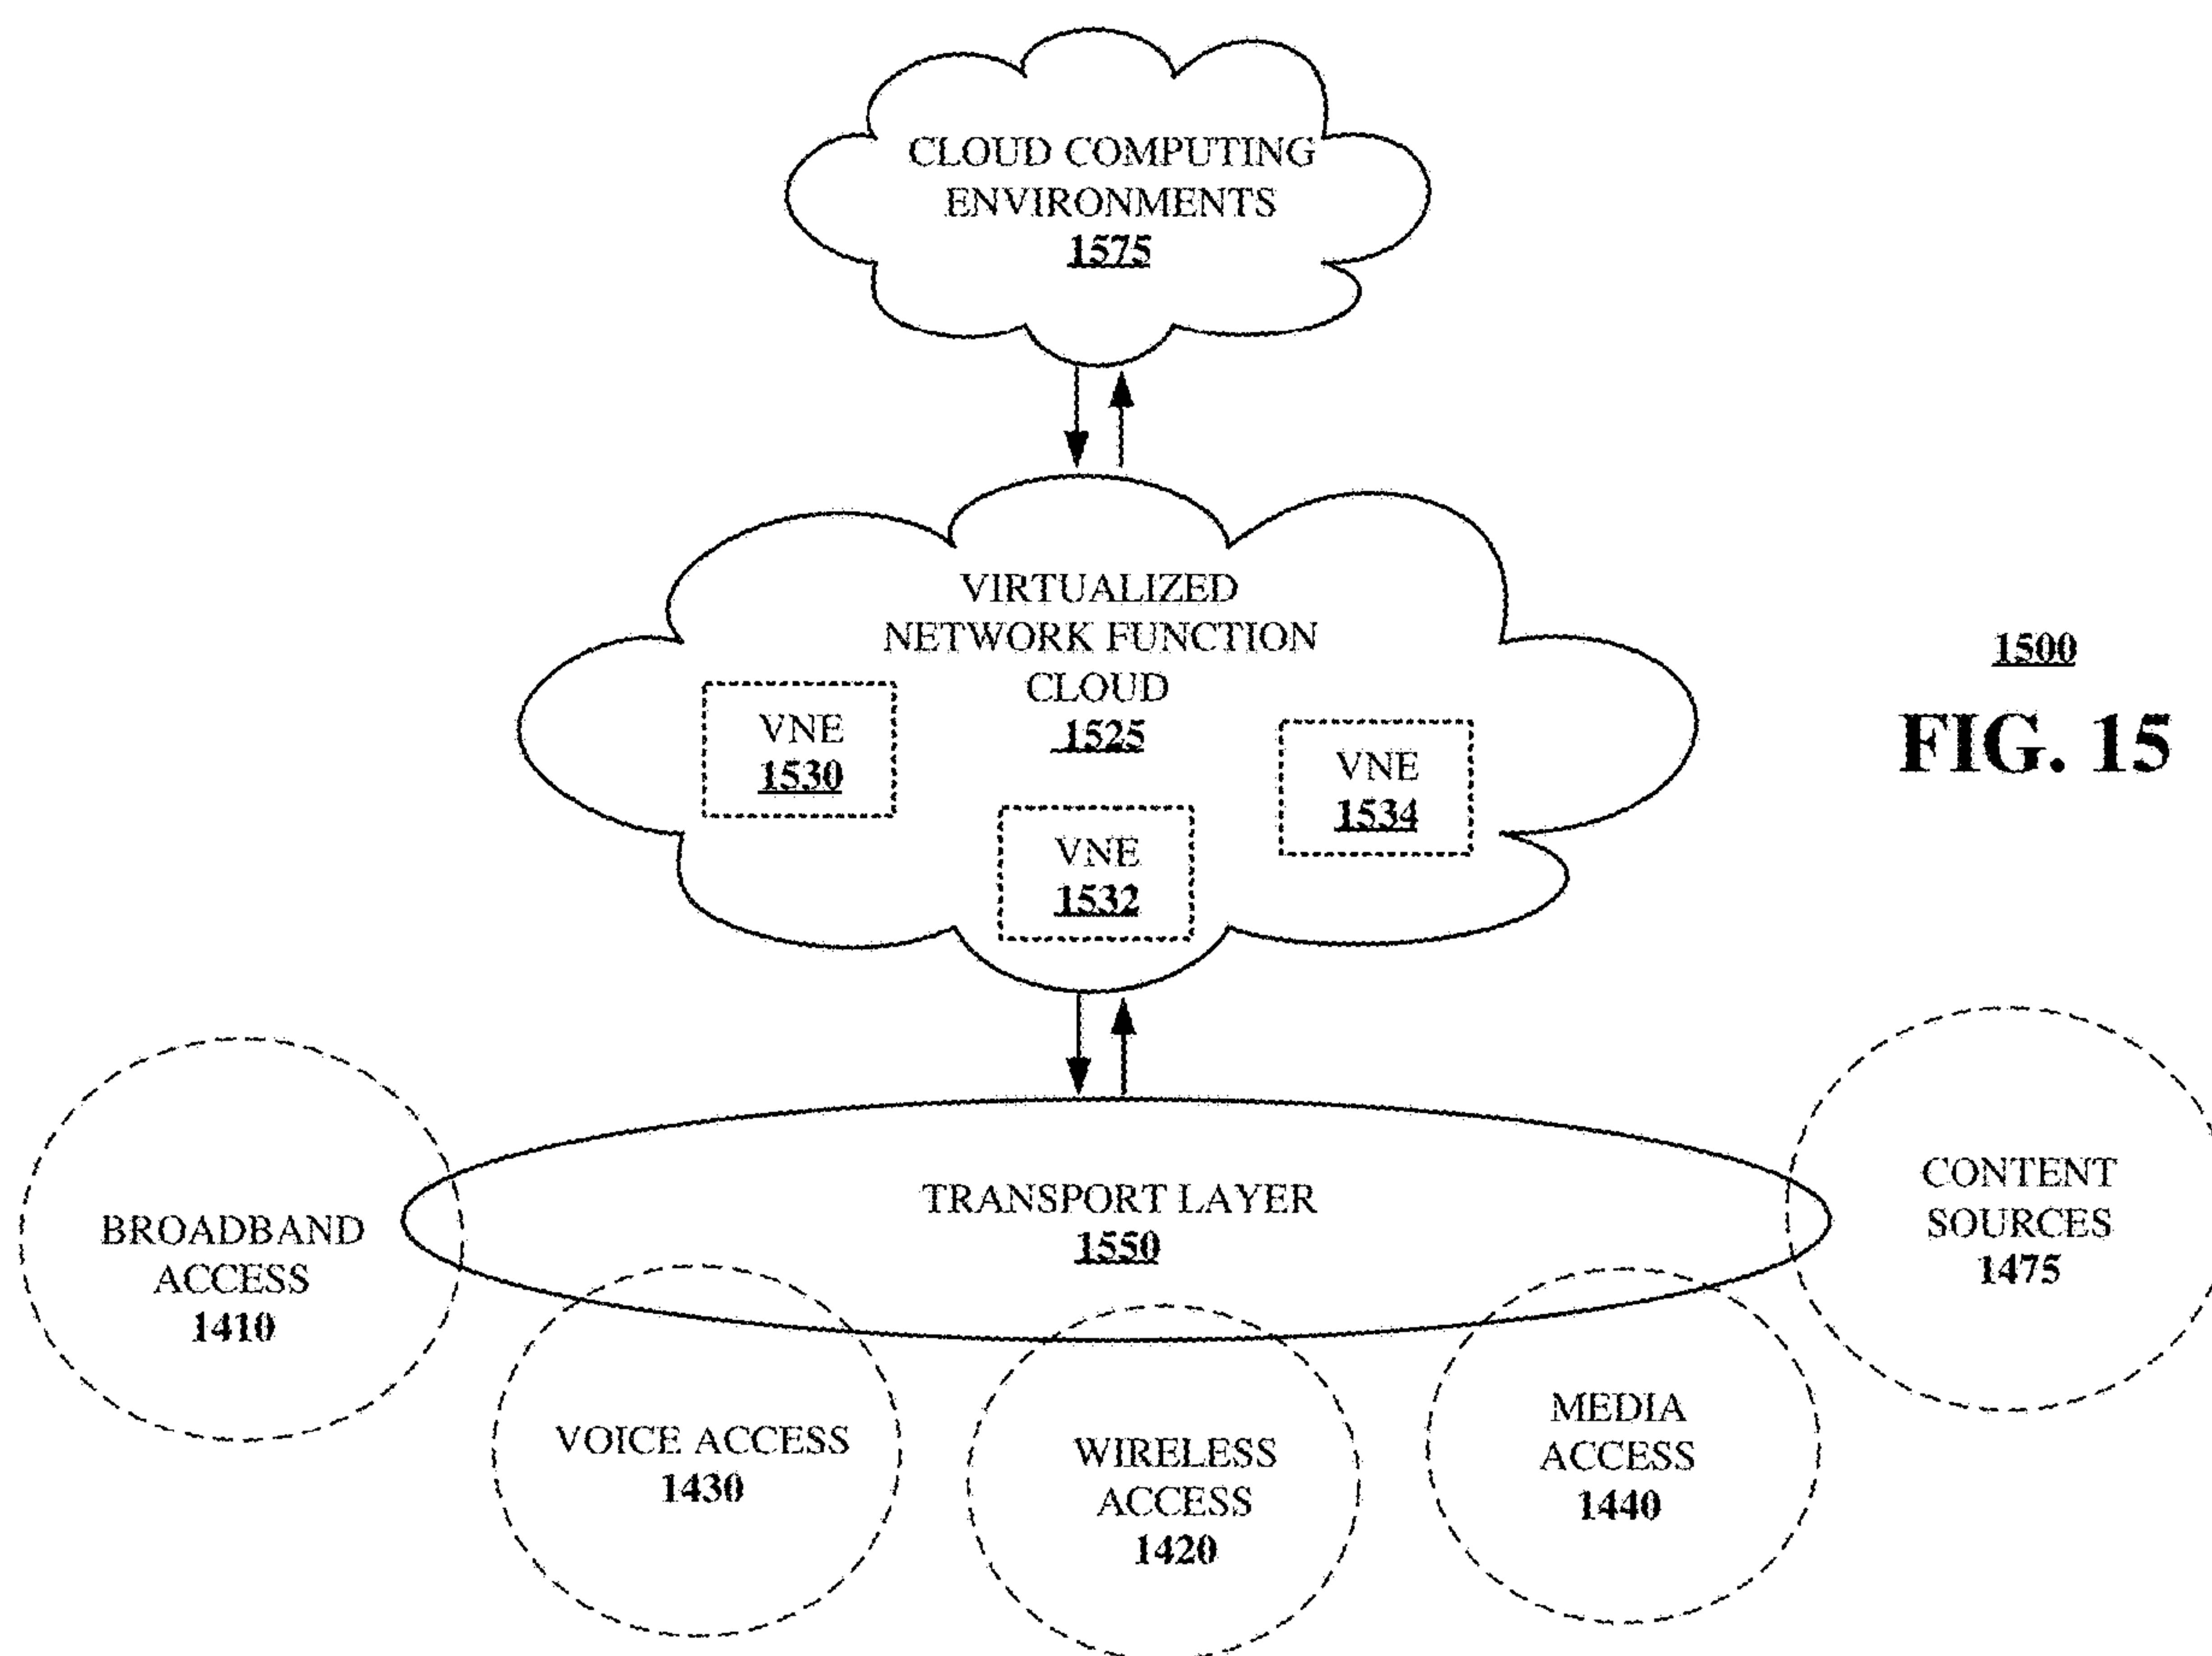 CLOUD COMPUTING
ENVIRONMENTS
1575
VIRTUALIZED
NETWORK FUNCTION
CLOUD
1525
VNE
1530
VNE
1532
VNE
1534
1500
FIG. 15
TRANSPORT LAYER
1550
BROADBAND
ACCESS
1410
VOICE ACCESS
1430
WIRELESS
ACCESS
1420
MEDIA
ACCESS
1440
CONTENT
SOURCES
1475